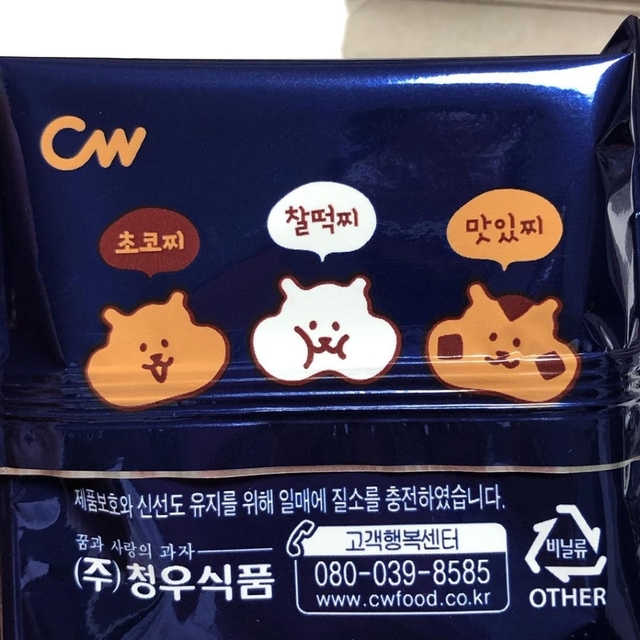 CW
초코찌
찰떡찌
맛있찌
제품보호와 신선도 유지를 위해 일매에 질소를 충전하였습니다.
꿈과 사랑의 과자
(주)청우식품
고객행복센터
080-039-8585
www.cwfood.co.kr
비닐류
OTHER